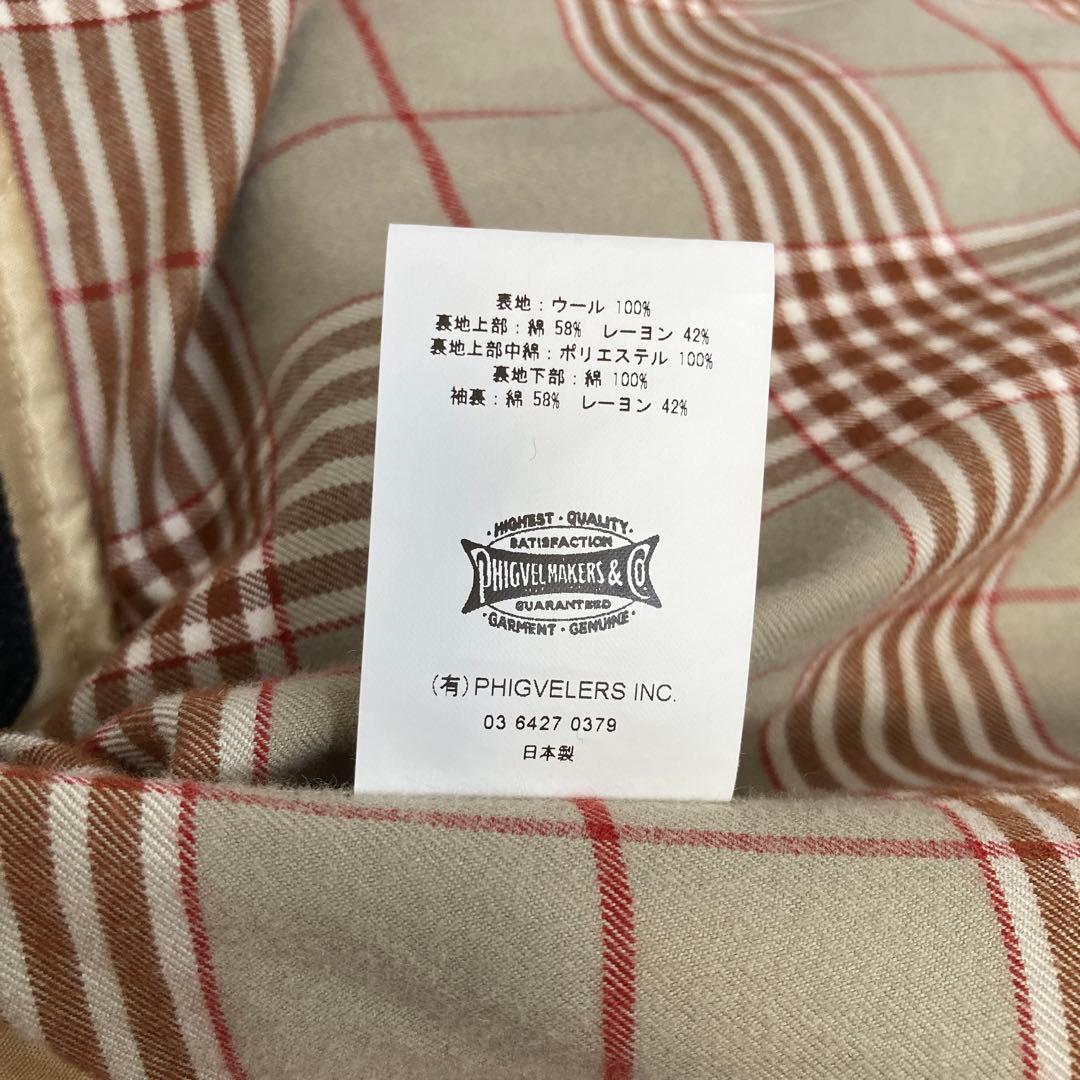 表地：ウール 100%
裏地上部：綿 58%　レーヨン 42%
裏地上部中綿：ポリエステル 100%
裏地下部：綿 100%
袖裏：綿 58%　レーヨン 42%
・HIGHEST・QUALITY・
SATISFACTION
PHIGVEL MAKERS & Co
GUARANTEED
・GARMENT・GENUINE・
(有)PHIGVELERS INC.
03 6427 0379
日本製